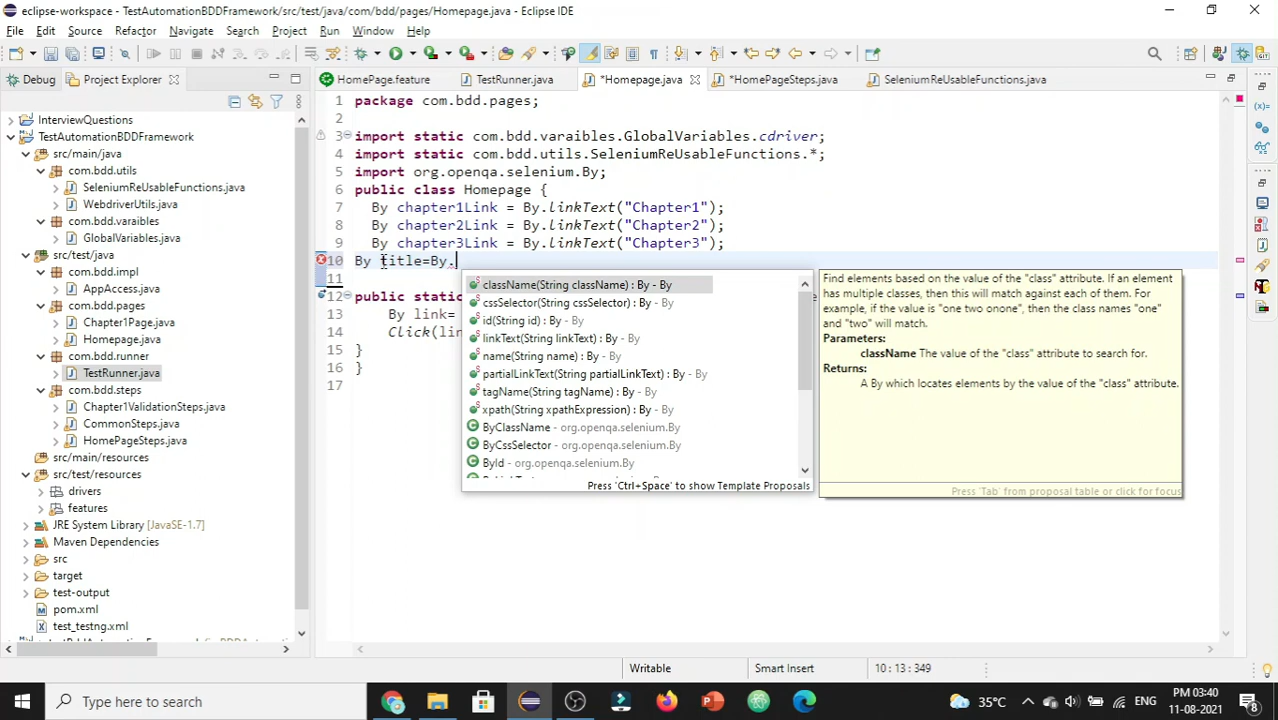 eclipse-workspace - TestAutomationBDDFramework/src/test/java/com/bdd/pages/Homepage.java - Eclipse IDE
File Edit Source Refactor Navigate Search Project Run Window Help
Debug Project Explorer HomePage.feature TestRunner.java *Homepage.java *HomePageSteps.java SeleniumReUsableFunctions.java
InterviewQuestions
TestAutomationBDDFramework
src/main/java
com.bdd.utils
SeleniumReUsableFunctions.java
WebdriverUtils.java
com.bdd.varaibles
GlobalVariables.java
src/test/java
com.bdd.impl
AppAccess.java
com.bdd.pages
Chapter1Page.java
Homepage.java
com.bdd.runner
TestRunner.java
com.bdd.steps
Chapter1ValidationSteps.java
CommonSteps.java
HomePageSteps.java
src/main/resources
src/test/resources
drivers
features
JRE System Library [JavaSE-1.7]
Maven Dependencies
src
target
test-output
pom.xml
test_testng.xml
1 package com.bdd.pages;
2
3 import static com.bdd.varaibles.GlobalVariables.cdriver;
4 import static com.bdd.utils.SeleniumReUsableFunctions.*;
5 import org.openqa.selenium.By;
6 public class Homepage {
7 By chapter1Link = By.linkText("Chapter1");
8 By chapter2Link = By.linkText("Chapter2");
9 By chapter3Link = By.linkText("Chapter3");
10 By title=By.
11
12 public static
13 By link=
14 Click(lin
15 }
16 }
17
className(String className) : By - By
cssSelector(String cssSelector) : By - By
id(String id) : By - By
linkText(String linkText) : By - By
name(String name) : By - By
partialLinkText(String partialLinkText) : By - By
tagName(String tagName) : By - By
xpath(String xpathExpression) : By - By
ByClassName - org.openqa.selenium.By
ByCssSelector - org.openqa.selenium.By
ById - org.openqa.selenium.By
Press 'Ctrl+Space' to show Template Proposals
Find elements based on the value of the "class" attribute. If an element
has multiple classes, then this will match against each of them. For
example, if the value is "one two onone", then the class names "one"
and "two" will match.
Parameters:
className The value of the "class" attribute to search for.
Returns:
A By which locates elements by the value of the "class" attribute.
Press 'Tab' from proposal table or click for focus
Writable Smart Insert 10 : 13 : 349
Type here to search 35°C ENG PM 03:40
11-08-2021 8